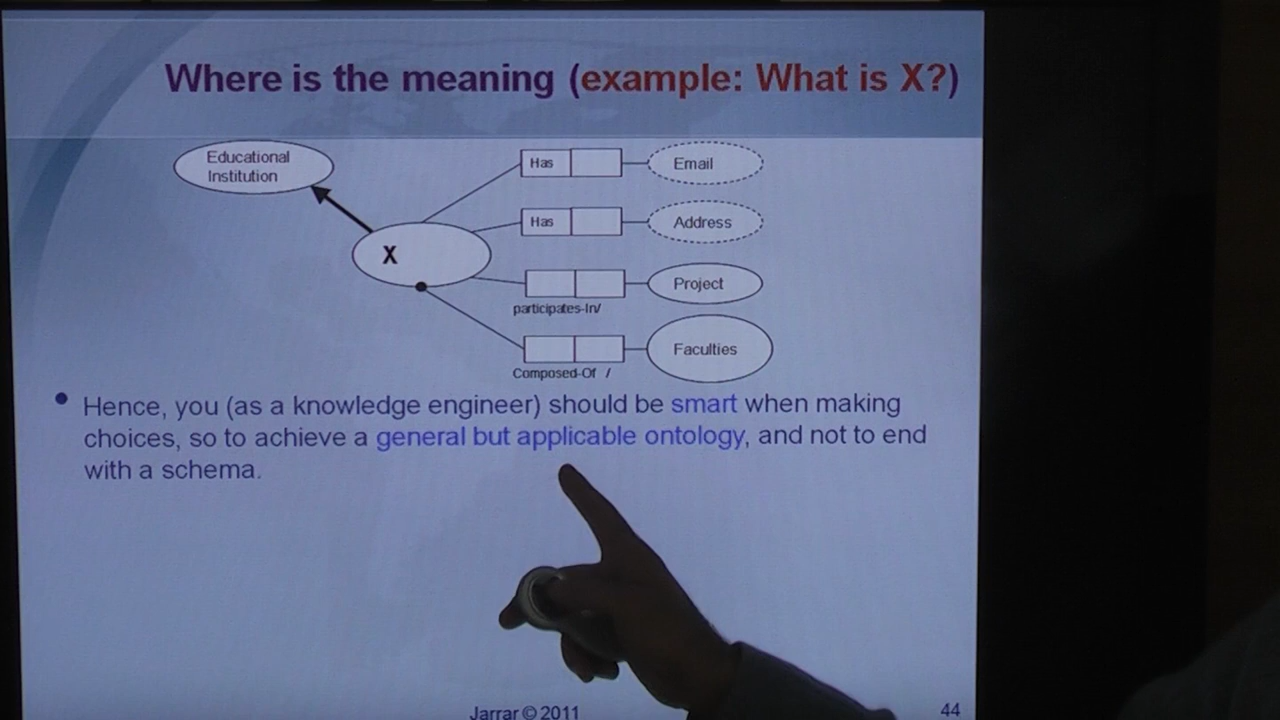 Where is the meaning (example: What is X?)
Educational
Institution
Has
Email
Has
Address
X
Project
participates-In/
Faculties
Composed-Of /
• Hence, you (as a knowledge engineer) should be smart when making
choices, so to achieve a general but applicable ontology, and not to end
with a schema.
Jarrar © 2011
44